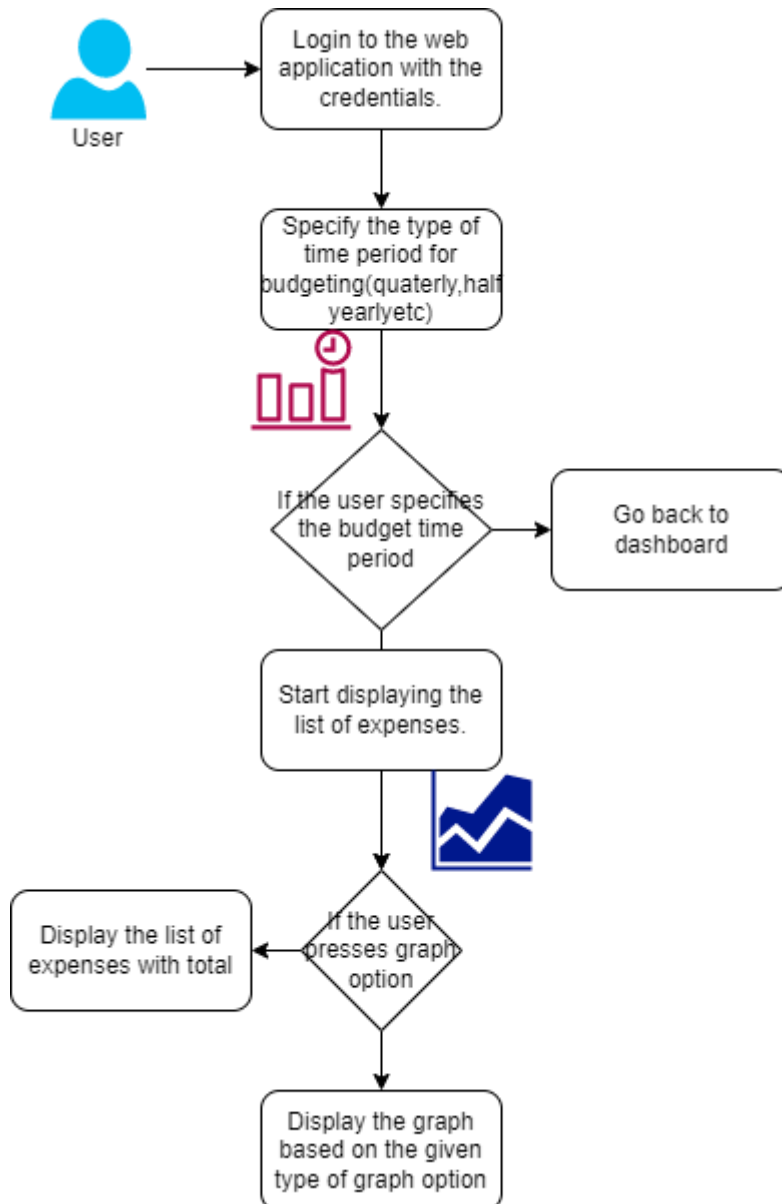 Login to the web
application with the
credentials.
User
Specify the type of
time period for
budgeting(quaterly,half
yearlyetc)
If the user specifies
the budget time
period
Go back to
dashboard
Start displaying the
list of expenses.
If the user
presses graph
option
Display the list of
expenses with total
Display the graph
based on the given
type of graph option